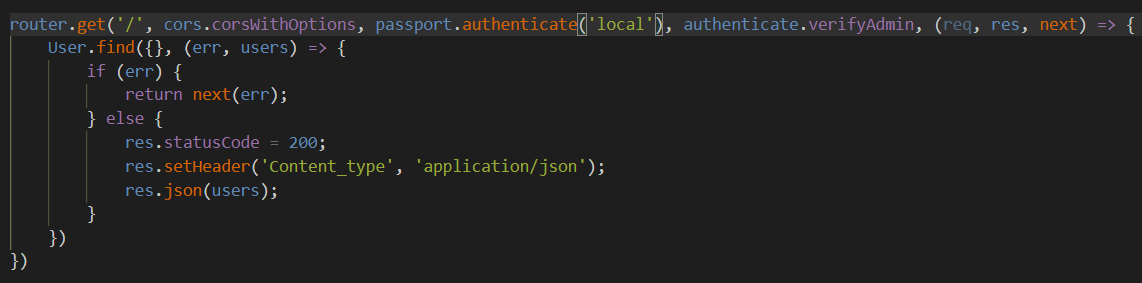 router.get('/', cors.corsWithOptions, passport.authenticate('local'), authenticate.verifyAdmin, (req, res, next) => {
User.find({}, (err, users) => {
if (err) {
return next(err);
} else {
res.statusCode = 200;
res.setHeader('Content_type', 'application/json');
res.json(users);
}
})
})